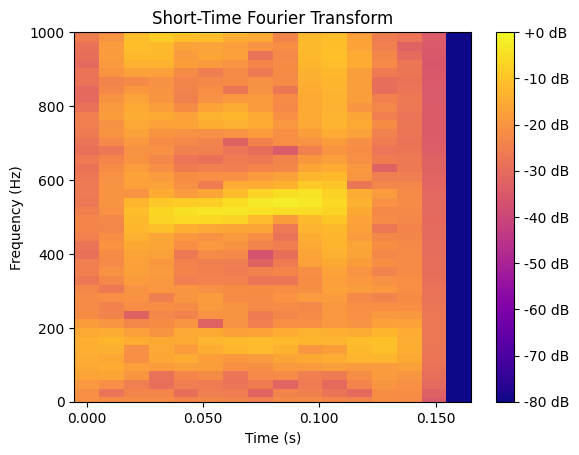 Short-Time Fourier Transform
1000
800
600
400
200
0
Frequency (Hz)
0.000
0.050
0.100
0.150
Time (s)
+0 dB
-10 dB
-20 dB
-30 dB
-40 dB
-50 dB
-60 dB
-70 dB
-80 dB